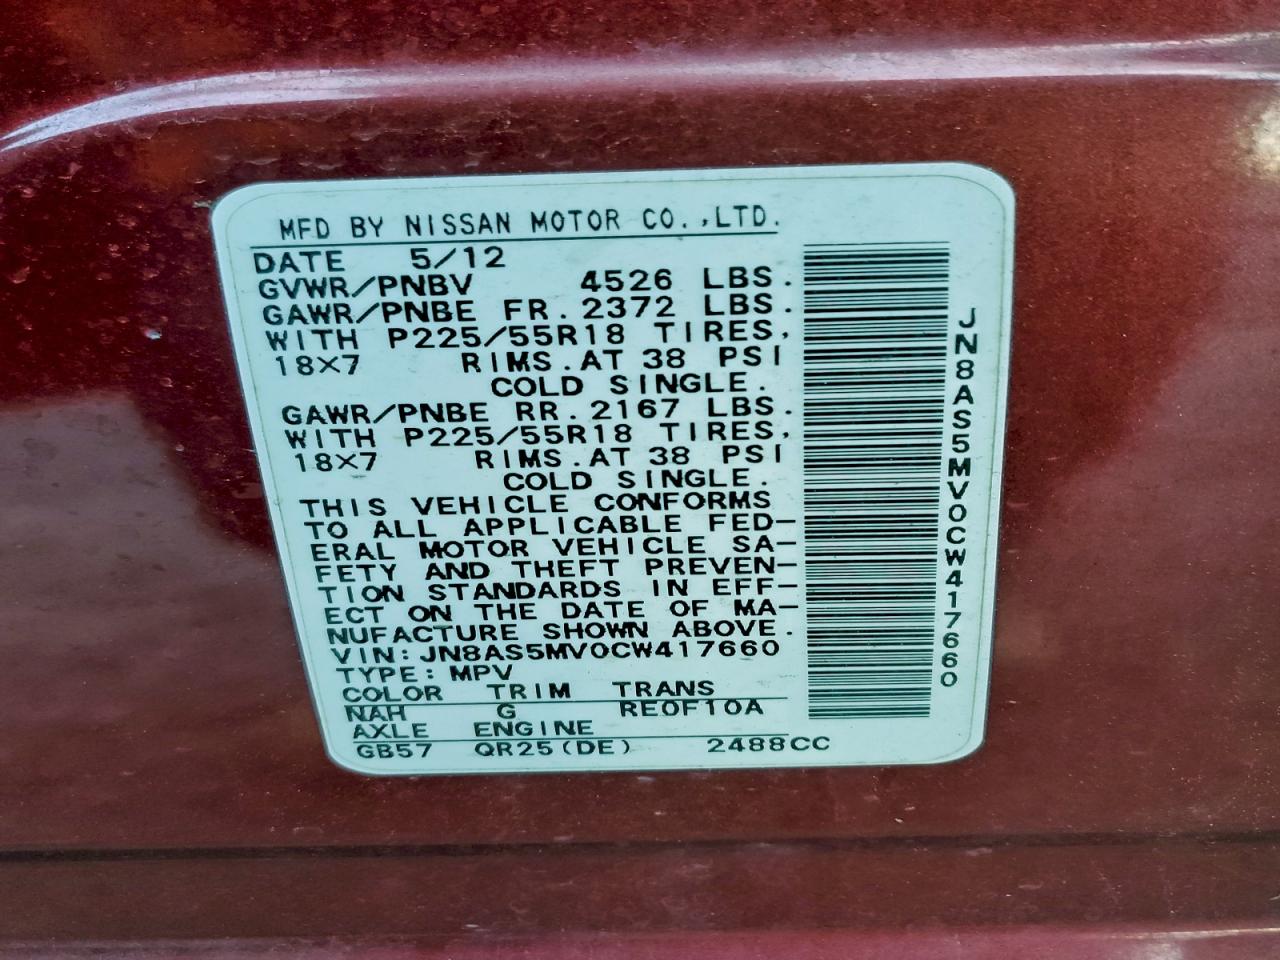 MFD BY NISSAN MOTOR CO.,LTD.
DATE 5/12
GVWR/PNBV 4526 LBS.
GAWR/PNBE FR. 2372 LBS.
WITH P225/55R18 TIRES,
18X7 RIMS.AT 38 PSI
COLD SINGLE.
GAWR/PNBE RR. 2167 LBS.
WITH P225/55R18 TIRES,
18X7 RIMS.AT 38 PSI
COLD SINGLE.
THIS VEHICLE CONFORMS
TO ALL APPLICABLE FED-
ERAL MOTOR VEHICLE SA-
FETY AND THEFT PREVEN-
TION STANDARDS IN EFF-
ECT ON THE DATE OF MA-
NUFACTURE SHOWN ABOVE.
VIN: JN8AS5MV0CW417660
TYPE: MPV
COLOR TRIM TRANS
NAH G RE0F10A
AXLE ENGINE
GB57 QR25(DE) 2488CC
JN8AS5MV0CW417660